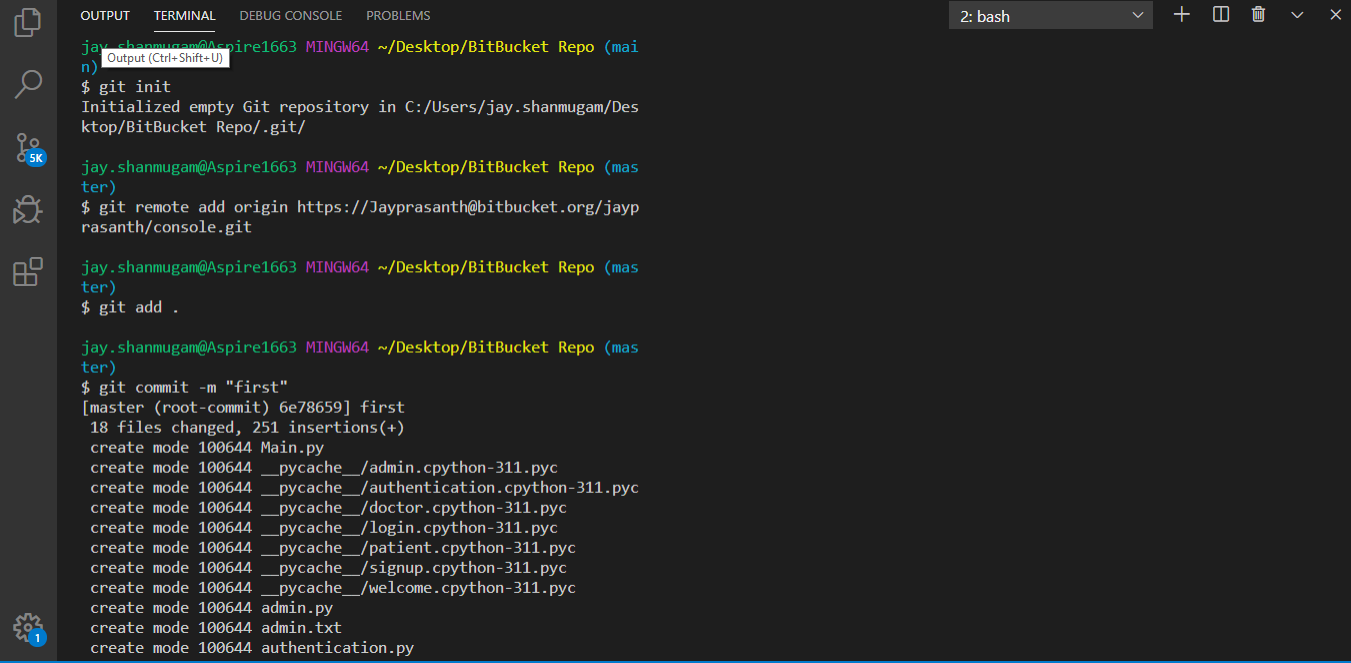 OUTPUT TERMINAL DEBUG CONSOLE PROBLEMS 2: bash
jay.shanmugam@Aspire1663 MINGW64 ~/Desktop/BitBucket Repo (mai
n)
Output (Ctrl+Shift+U)
$ git init
Initialized empty Git repository in C:/Users/jay.shanmugam/Des
ktop/BitBucket Repo/.git/
5K
jay.shanmugam@Aspire1663 MINGW64 ~/Desktop/BitBucket Repo (mas
ter)
$ git remote add origin https://Jayprasanth@bitbucket.org/jayp
rasanth/console.git
jay.shanmugam@Aspire1663 MINGW64 ~/Desktop/BitBucket Repo (mas
ter)
$ git add .
jay.shanmugam@Aspire1663 MINGW64 ~/Desktop/BitBucket Repo (mas
ter)
$ git commit -m "first"
[master (root-commit) 6e78659] first
18 files changed, 251 insertions(+)
create mode 100644 Main.py
create mode 100644 __pycache__/admin.cpython-311.pyc
create mode 100644 __pycache__/authentication.cpython-311.pyc
create mode 100644 __pycache__/doctor.cpython-311.pyc
create mode 100644 __pycache__/login.cpython-311.pyc
create mode 100644 __pycache__/patient.cpython-311.pyc
create mode 100644 __pycache__/signup.cpython-311.pyc
create mode 100644 __pycache__/welcome.cpython-311.pyc
create mode 100644 admin.py
create mode 100644 admin.txt
1
create mode 100644 authentication.py